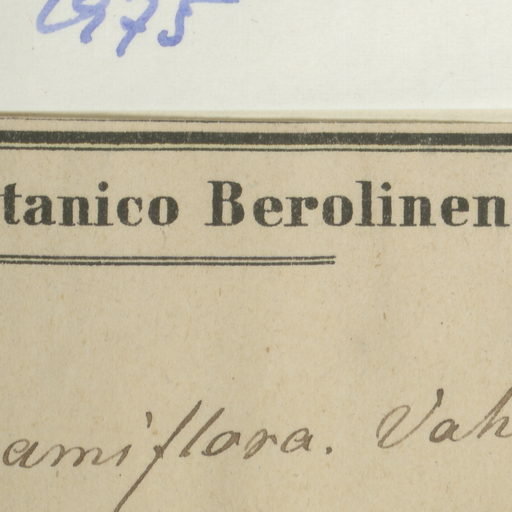 1975
tanico Berolinen
amiflora. Vah